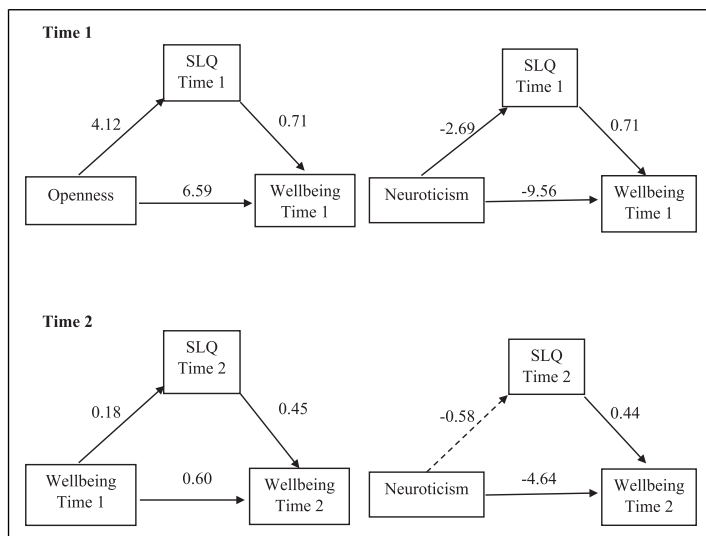 Time 1
SLQ
Time 1
4.12
0.71
Openness
6.59
Wellbeing
Time 1
SLQ
Time 1
-2.69
0.71
Neuroticism
-9.56
Wellbeing
Time 1
Time 2
SLQ
Time 2
0.18
0.45
Wellbeing
Time 1
0.60
Wellbeing
Time 2
SLQ
Time 2
-0.58
0.44
Neuroticism
-4.64
Wellbeing
Time 2